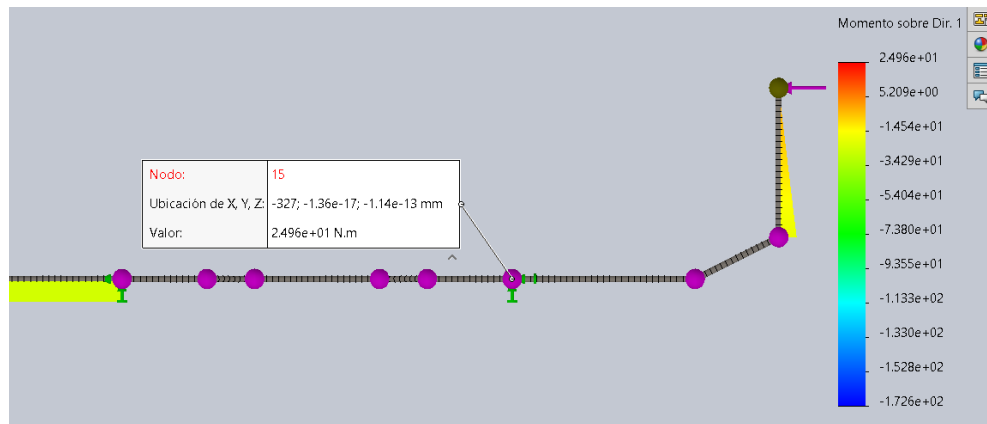 Momento sobre Dir. 1
2.496e+01
5.209e+00
-1.454e+01
-3.429e+01
-5.404e+01
-7.380e+01
-9.355e+01
-1.133e+02
-1.330e+02
-1.528e+02
-1.726e+02
Nodo: 15
Ubicación de X, Y, Z: -327; -1.36e-17; -1.14e-13 mm
Valor: 2.496e+01 N.m